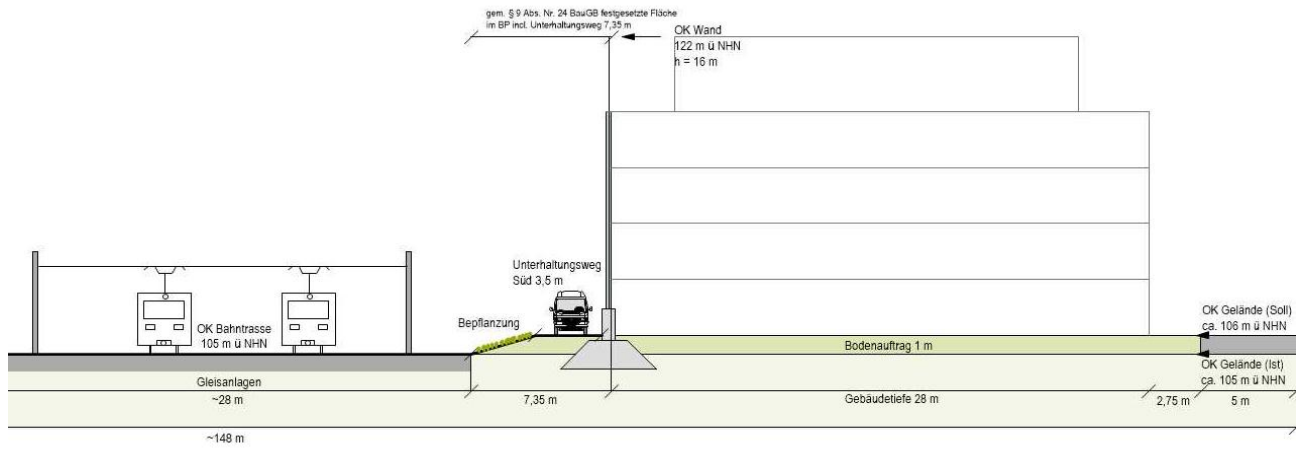 gem. § 9 Abs. Nr. 24 BauGB festgesetzte Fläche
im BP incl. Unterhaltungsweg 7,35 m
OK Wand
122 m ü NHN
h = 16 m
Unterhaltungsweg
Süd 3,5 m
Bepflanzung
OK Bahntrasse
105 m ü NHN
OK Gelände (Soll)
ca. 106 m ü NHN
Bodenauftrag 1 m
OK Gelände (Ist)
ca. 105 m ü NHN
Gleisanlagen
~28 m
7,35 m
Gebäudetiefe 28 m
2,75 m
5 m
~148 m